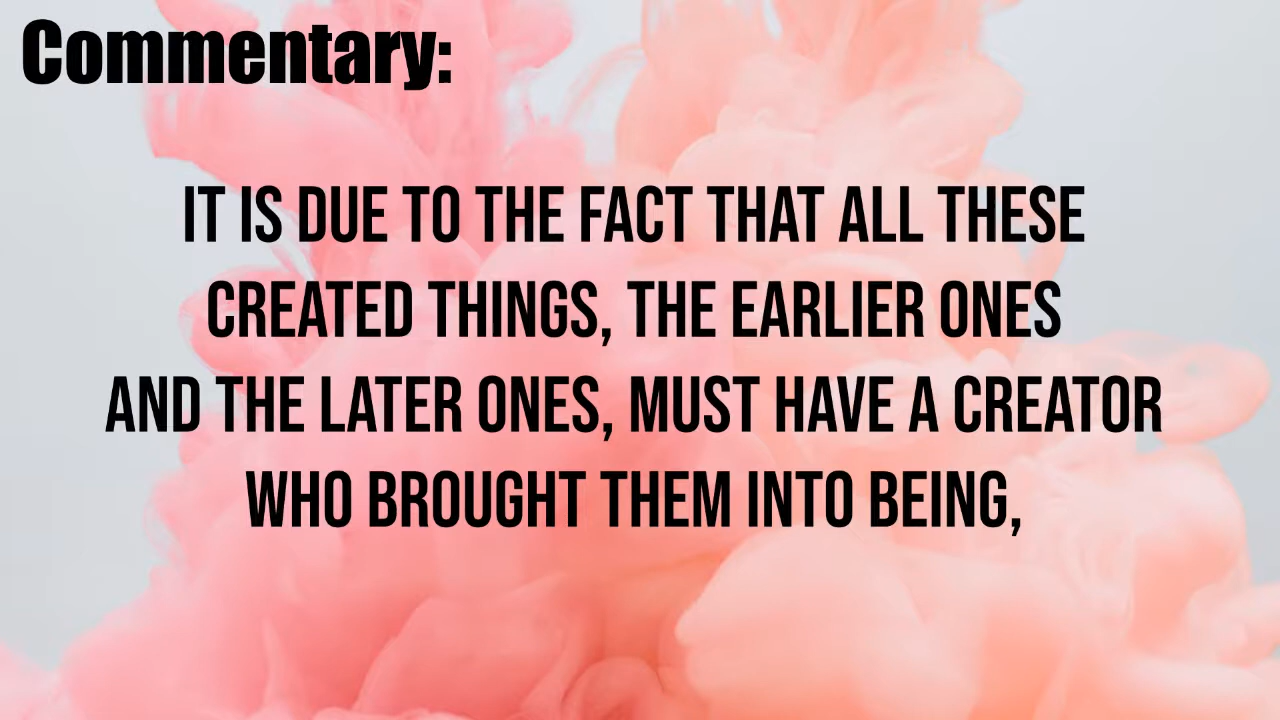 Commentary:
IT IS DUE TO THE FACT THAT ALL THESE
CREATED THINGS, THE EARLIER ONES
AND THE LATER ONES, MUST HAVE A CREATOR
WHO BROUGHT THEM INTO BEING,